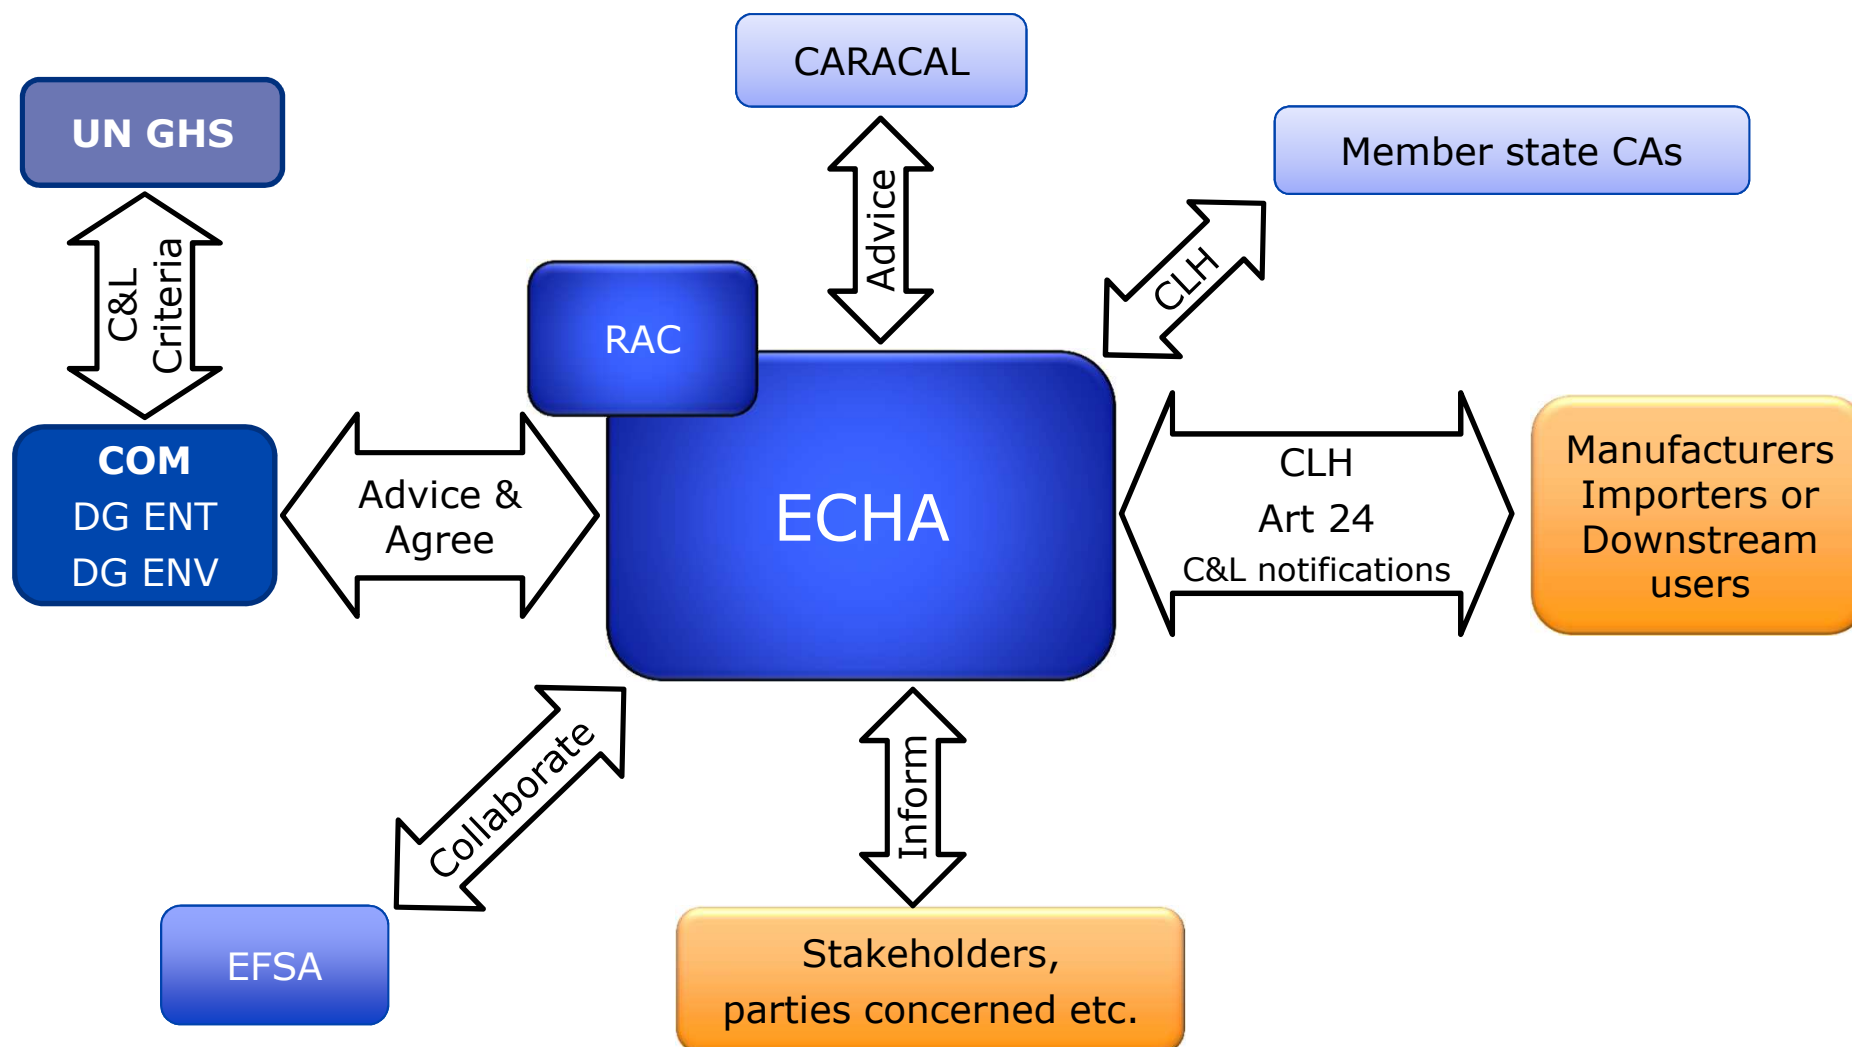 CARACAL
UN GHS
Member state CAs
Advice
CLH
C&L
Criteria
RAC
COM
DG ENT
DG ENV
Advice &
Agree
ECHA
CLH
Art 24
C&L notifications
Manufacturers
Importers or
Downstream
users
Collaborate
Inform
EFSA
Stakeholders,
parties concerned etc.